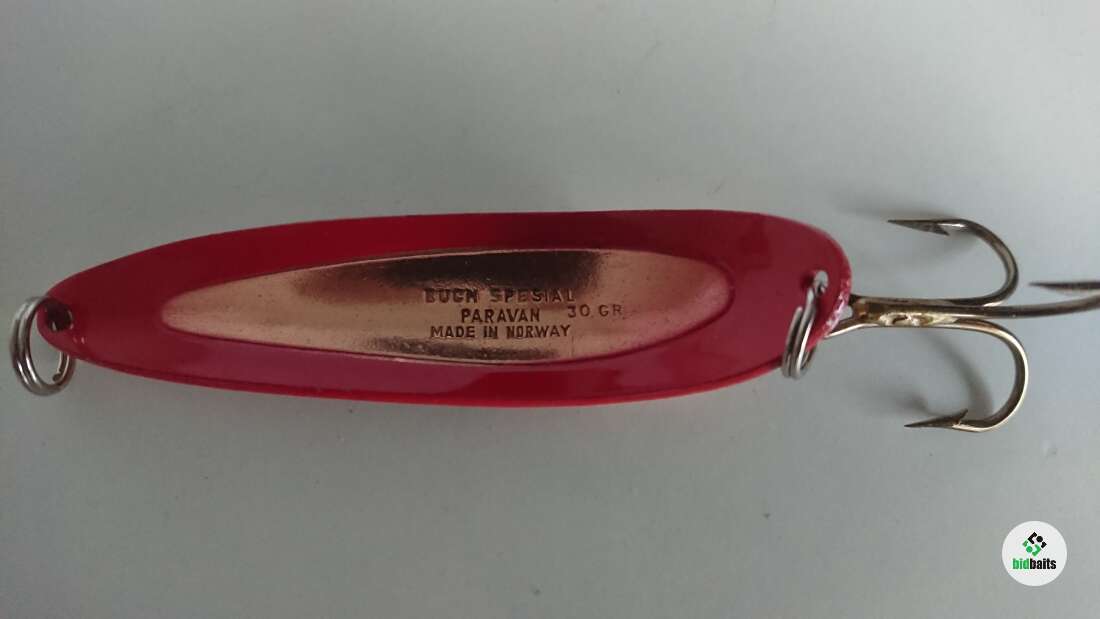 BUCH SPESIAL
PARAVAN 30 GR
MADE IN NORWAY
bidbaits